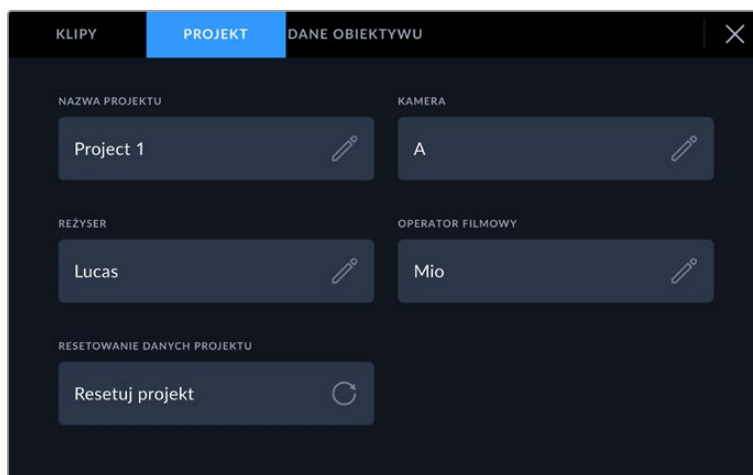 KLIPY PROJEKT DANE OBIEKTYWU
NAZWA PROJEKTU KAMERA
Project 1 A
REŻYSER OPERATOR FILMOWY
Lucas Mio
RESETOWANIE DANYCH PROJEKTU
Resetuj projekt